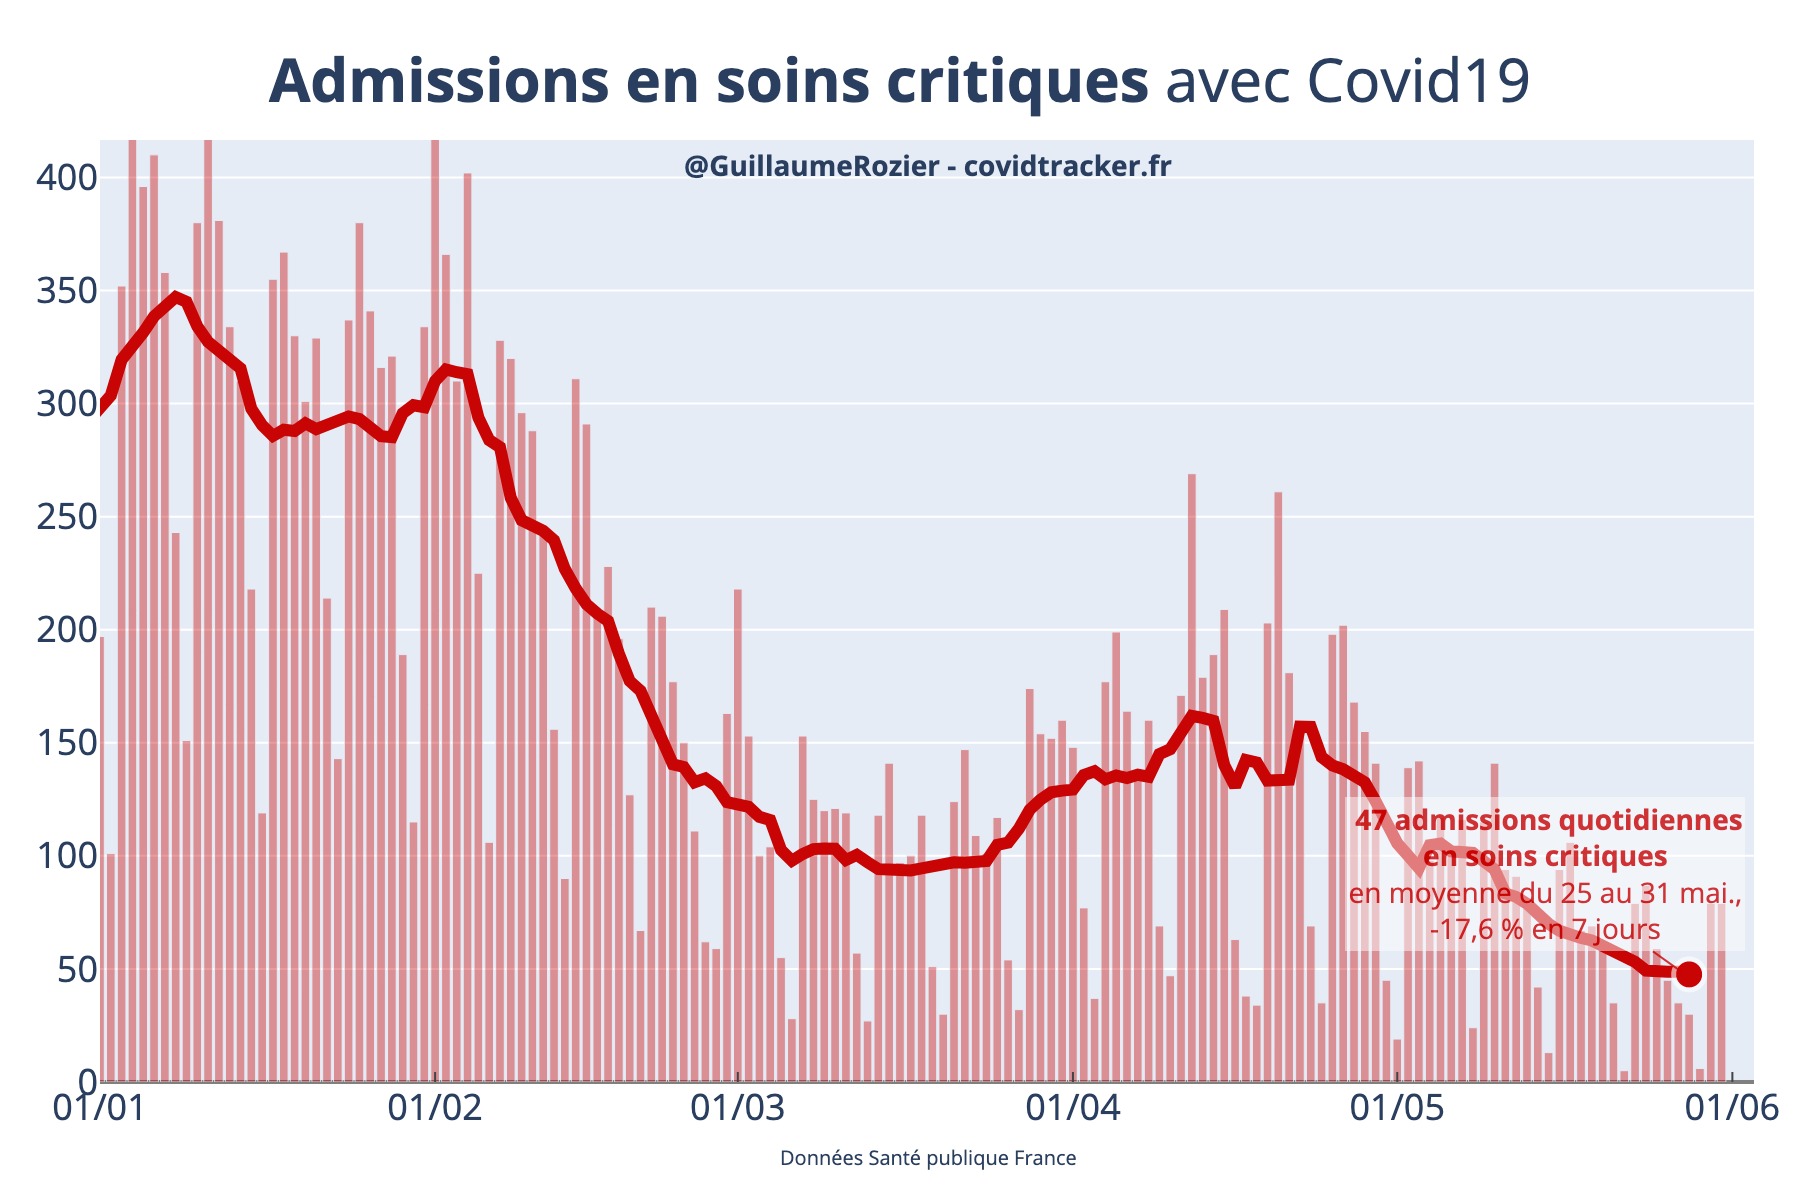 Admissions en soins critiques avec Covid19
@GuillaumeRozier - covidtracker.fr
400
350
300
250
200
150
100
50
0
47 admissions quotidiennes
en soins critiques
en moyenne du 25 au 31 mai.,
-17,6 % en 7 jours
01/01 01/02 01/03 01/04 01/05 01/06
Données Santé publique France